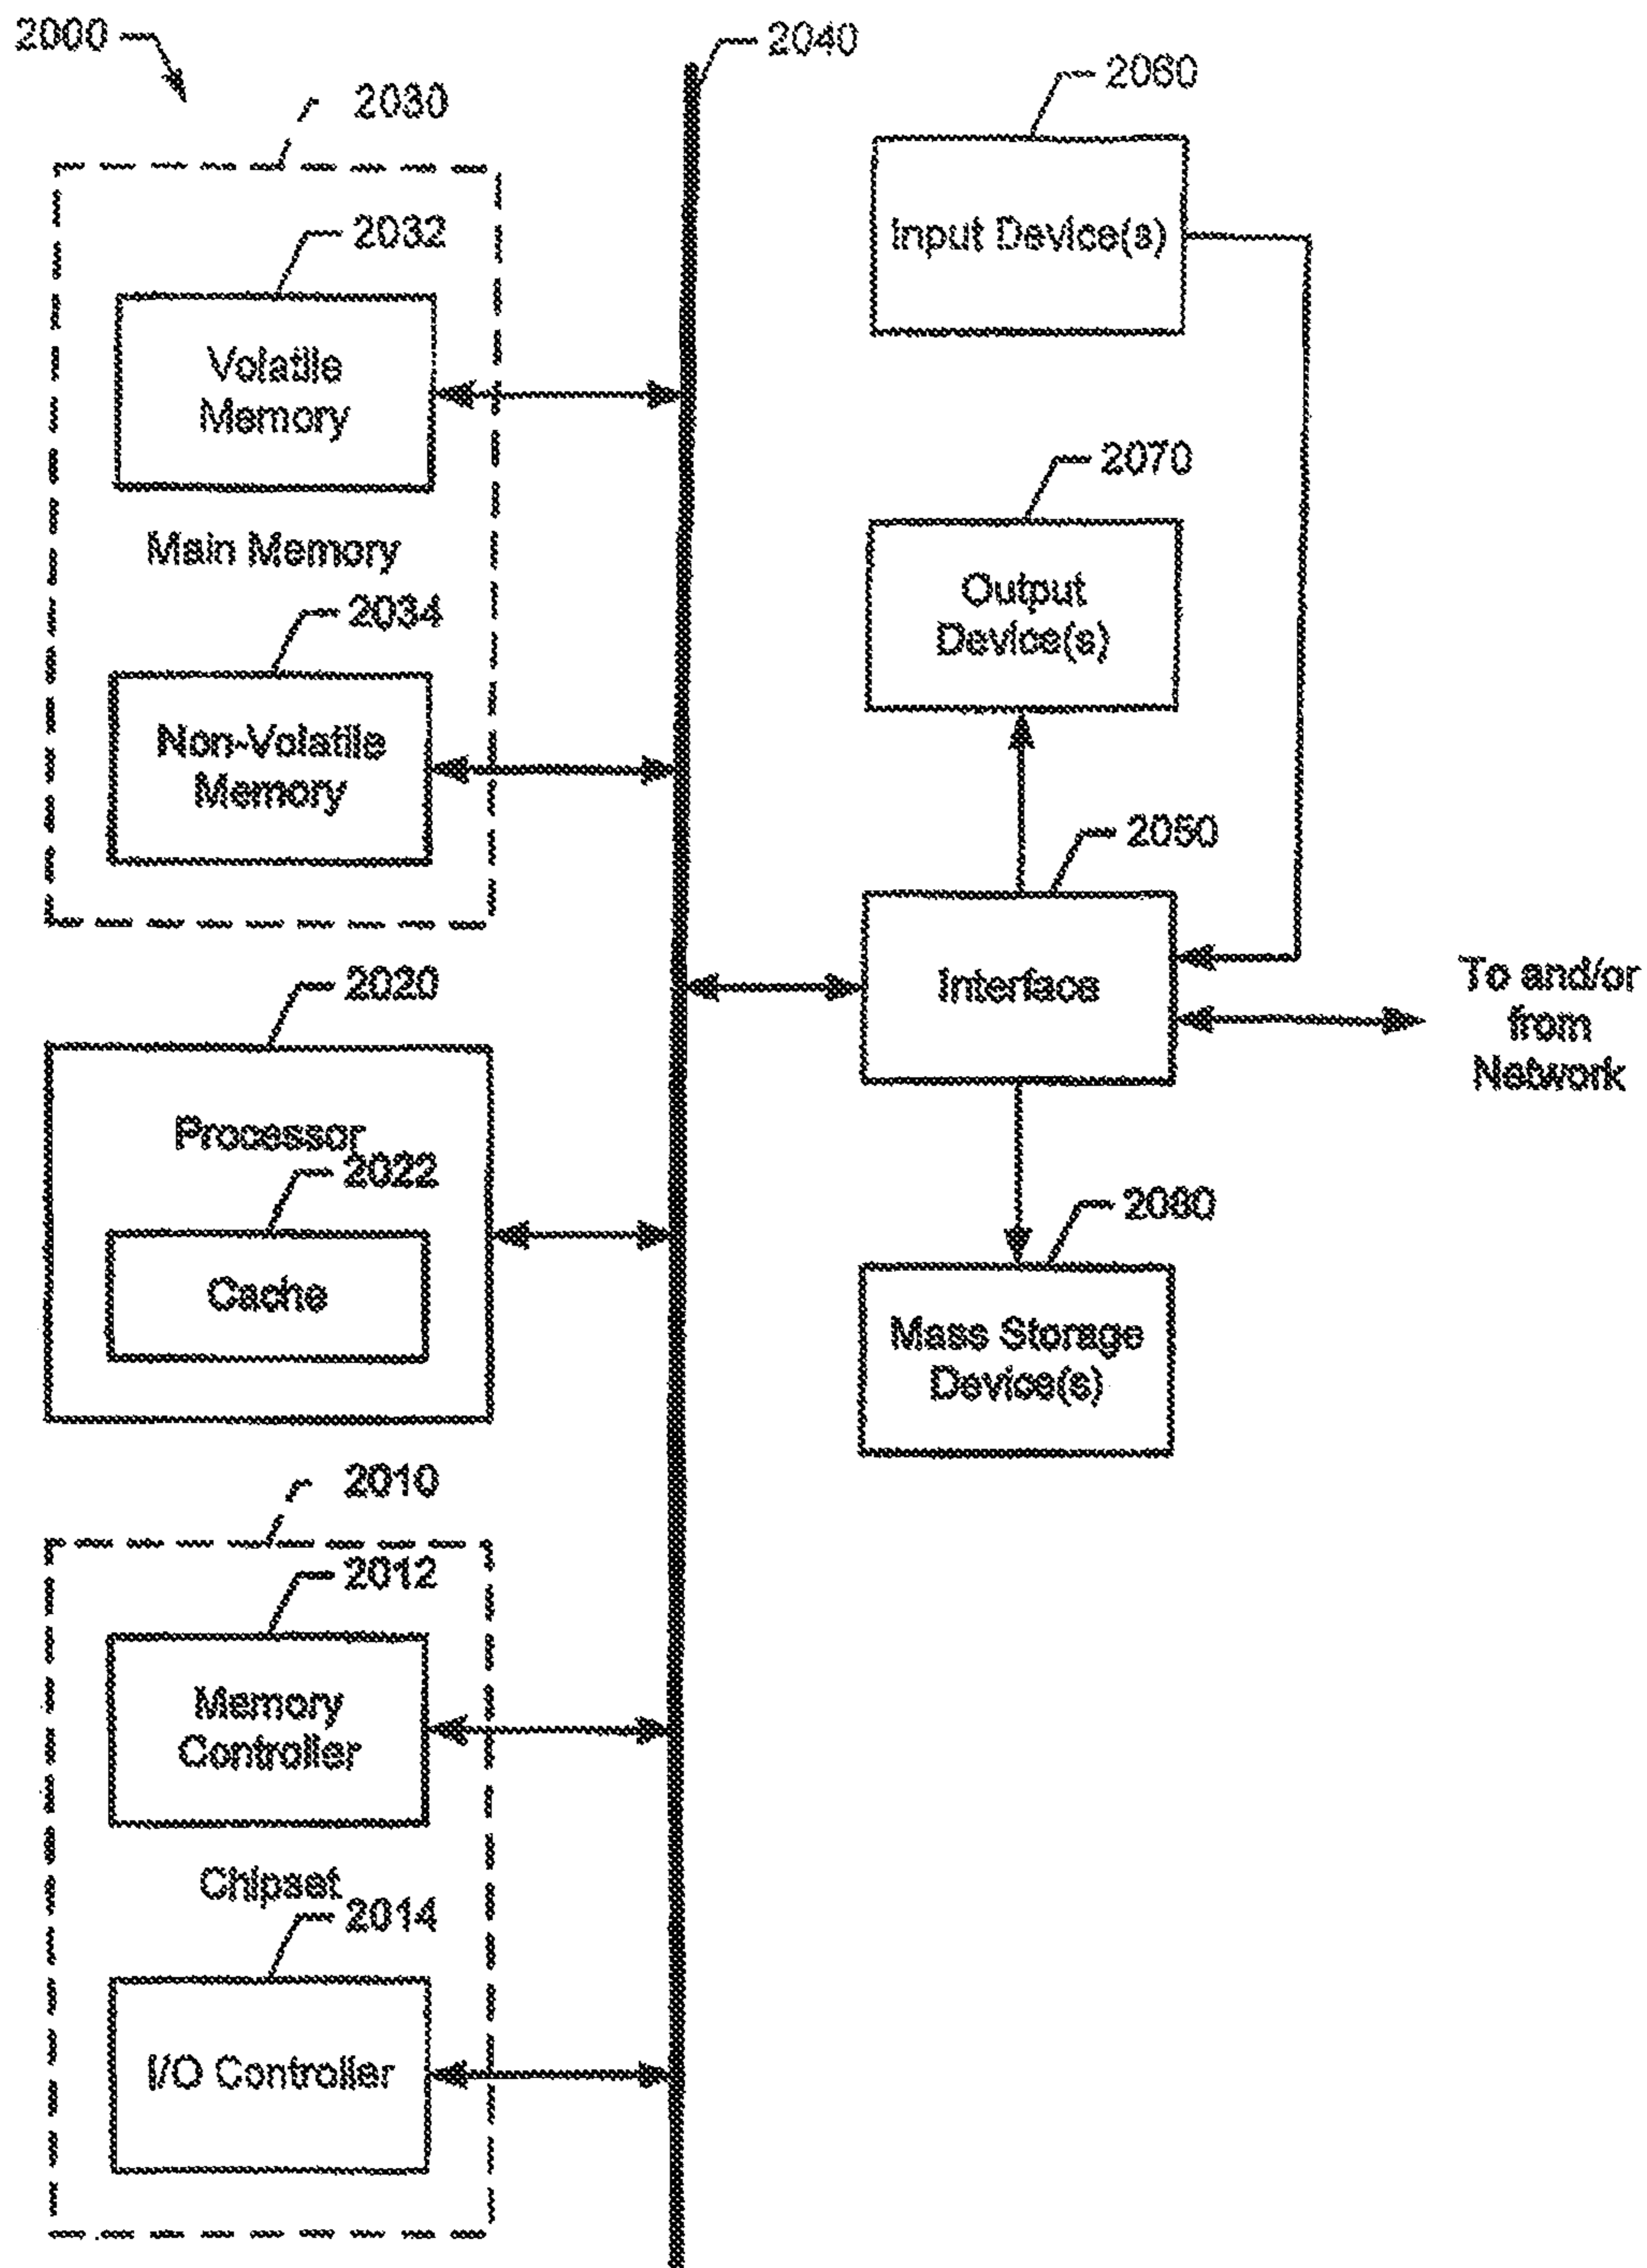 2000
2030
2032
Volatile
Memory
Main Memory
2034
Non-Volatile
Memory
2020
Processor
2022
Cache
2010
2012
Memory
Controller
Chipset
2014
I/O Controller
2040
2060
Input Device(s)
2070
Output
Device(s)
2050
Interface
To and/or
from
Network
2080
Mass Storage
Device(s)